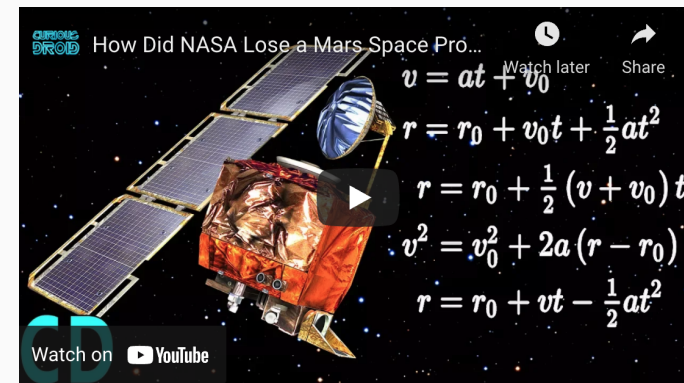 CURIOUS
DROID
How Did NASA Lose a Mars Space Pro…
Watch later
Share
v = at + v₀
r = r₀ + v₀t + ½at²
r = r₀ + ½ (v + v₀) t
v² = v₀² + 2a (r − r₀)
r = r₀ + vt − ½at²
CD
Watch on YouTube